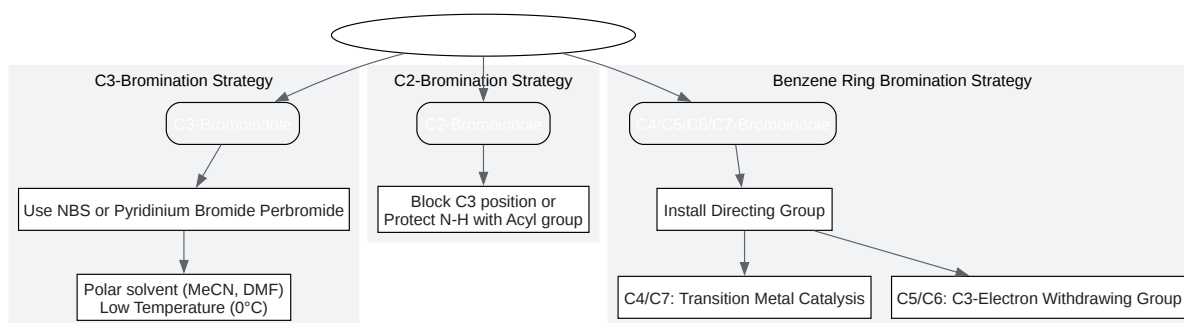 C3-Bromination Strategy
C2-Bromination Strategy
Benzene Ring Bromination Strategy
C3-Bromoindole
C2-Bromoindole
C4/C5/C6/C7-Bromoindole
Use NBS or Pyridinium Bromide Perbromide
Block C3 position or
Protect N-H with Acyl group
Install Directing Group
Polar solvent (MeCN, DMF)
Low Temperature (0°C)
C4/C7: Transition Metal Catalysis
C5/C6: C3-Electron Withdrawing Group